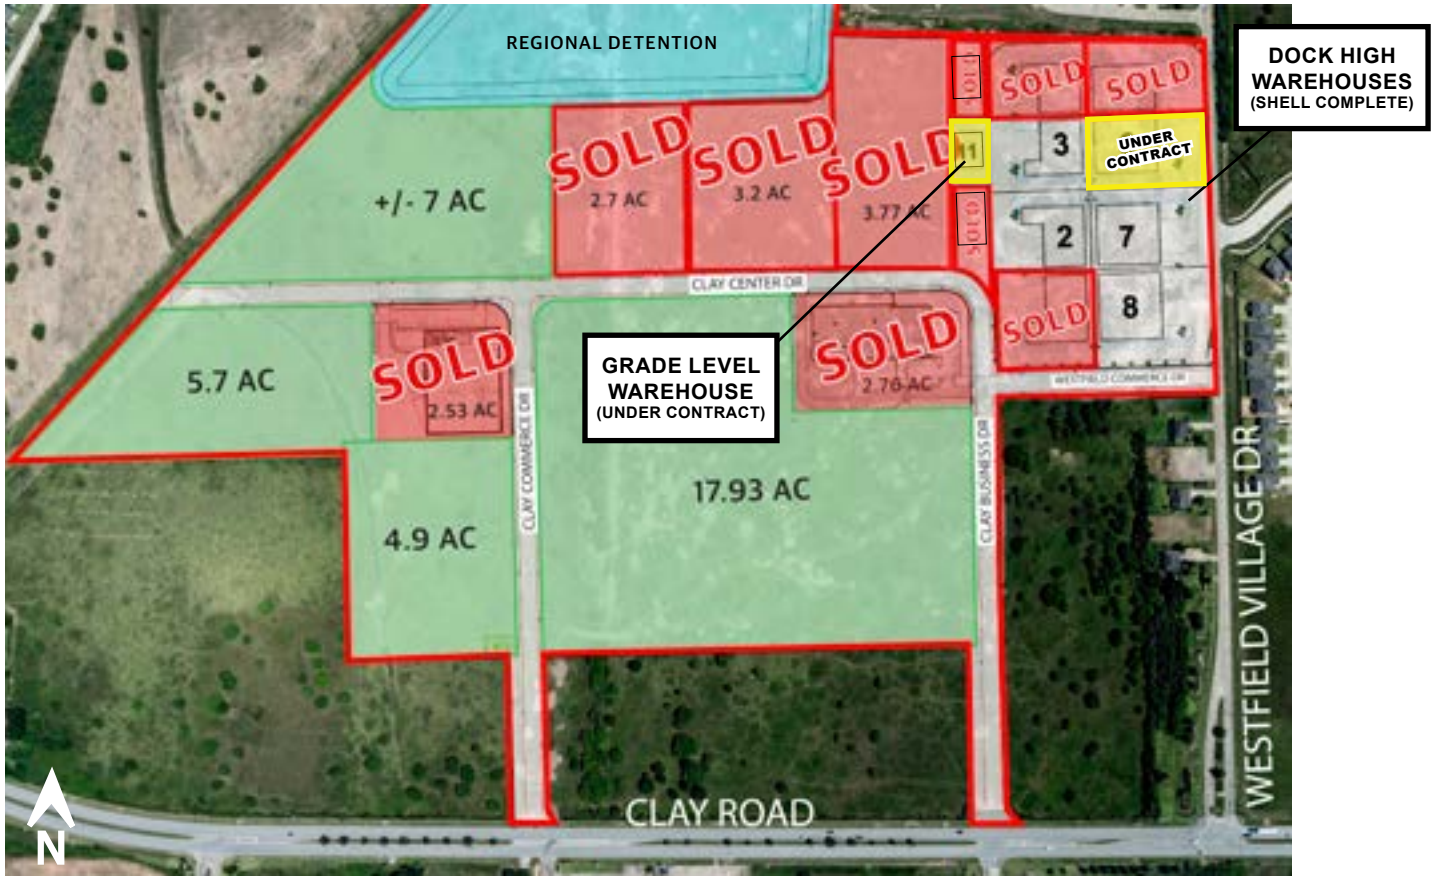 REGIONAL DETENTION
DOCK HIGH
WAREHOUSES
(SHELL COMPLETE)
SOLD
SOLD
SOLD
SOLD
2.7 AC
SOLD
3.2 AC
SOLD
3.77 AC
11
3
UNDER
CONTRACT
+/- 7 AC
SOLD
2
7
8
CLAY CENTER DR
SOLD
WESTFIELD COMMERCE DR
GRADE LEVEL
WAREHOUSE
(UNDER CONTRACT)
SOLD
2.76 AC
5.7 AC
SOLD
2.53 AC
CLAY COMMERCE DR
17.93 AC
CLAY BUSINESS DR
4.9 AC
WESTFIELD VILLAGE DR
CLAY ROAD
N